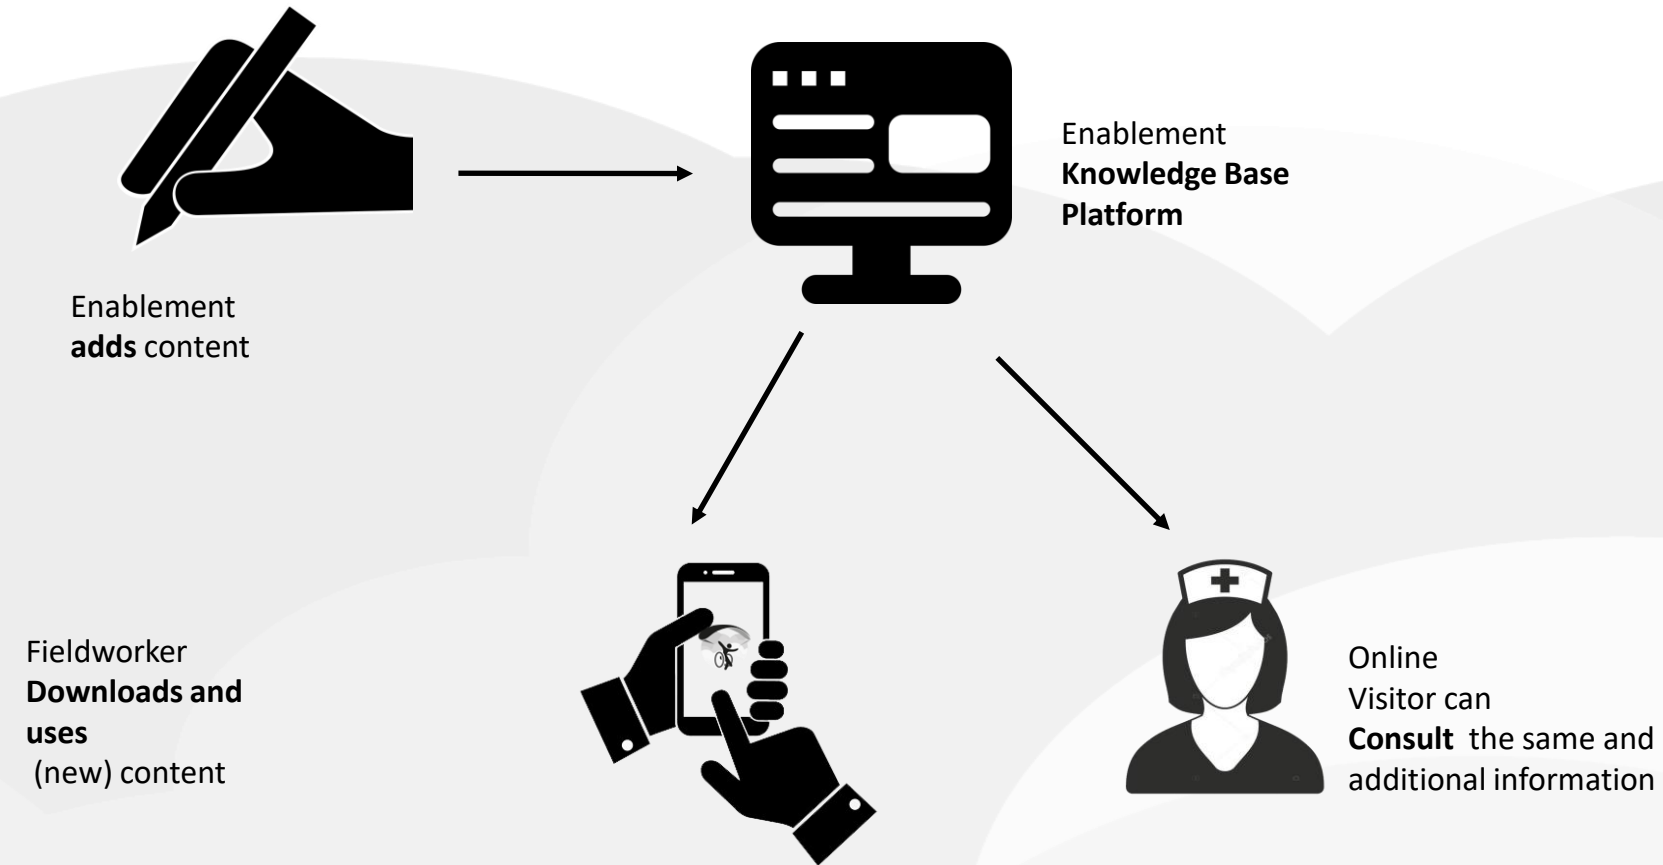 Enablement
Knowledge Base
Platform
Enablement
adds content
Fieldworker
Downloads and
uses
(new) content
Online
Visitor can
Consult  the same and
additional information